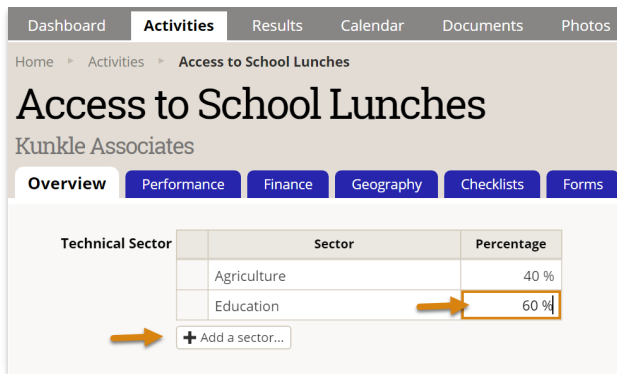 Dashboard Activities Results Calendar Documents Photos
Home Activities Access to School Lunches
Access to School Lunches
Kunkle Associates
Overview Performance Finance Geography Checklists Forms
Technical Sector Sector Percentage
Agriculture 40 %
Education 60 %
Add a sector...